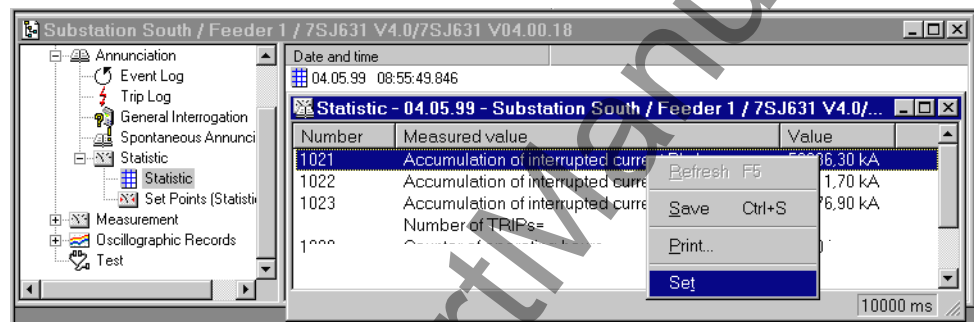 Substation South / Feeder 1 / 7SJ631 V4.0/7SJ631 V04.00.18
Annunciation
Event Log
Trip Log
General Interrogation
Spontaneous Annunci
Statistic
Statistic
Set Points (Statisti
Measurement
Oscillographic Records
Test
Date and time
04.05.99 08:55:49.846
Statistic - 04.05.99 - Substation South / Feeder 1 / 7SJ631 V4.0/...
Number Measured value Value
1021 Accumulation of interrupted curre 6,30 kA
1022 Accumulation of interrupted curre 1,70 kA
1023 Accumulation of interrupted curre 76,90 kA
Number of TRIPs=
Refresh F5
Save Ctrl+S
Print...
Set
10000 ms